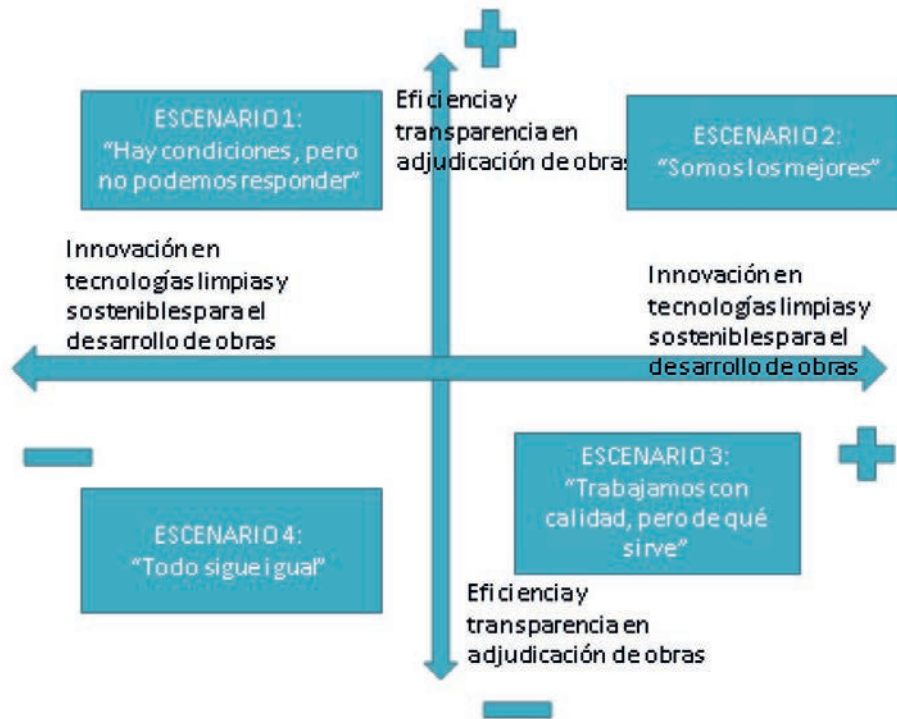 ESCENARIO 1:
“Hay condiciones, pero
no podemos responder”
Eficiencia y
transparencia en
adjudicación de obras
ESCENARIO 2:
“Somos los mejores”
Innovación en
tecnologías limpias y
sostenibles para el
desarrollo de obras
Innovación en
tecnologías limpias y
sostenibles para el
desarrollo de obras
ESCENARIO 3:
“Trabajamos con
calidad, pero de qué
sirve”
ESCENARIO 4:
“Todo sigue igual”
Eficiencia y
transparencia en
adjudicación de obras